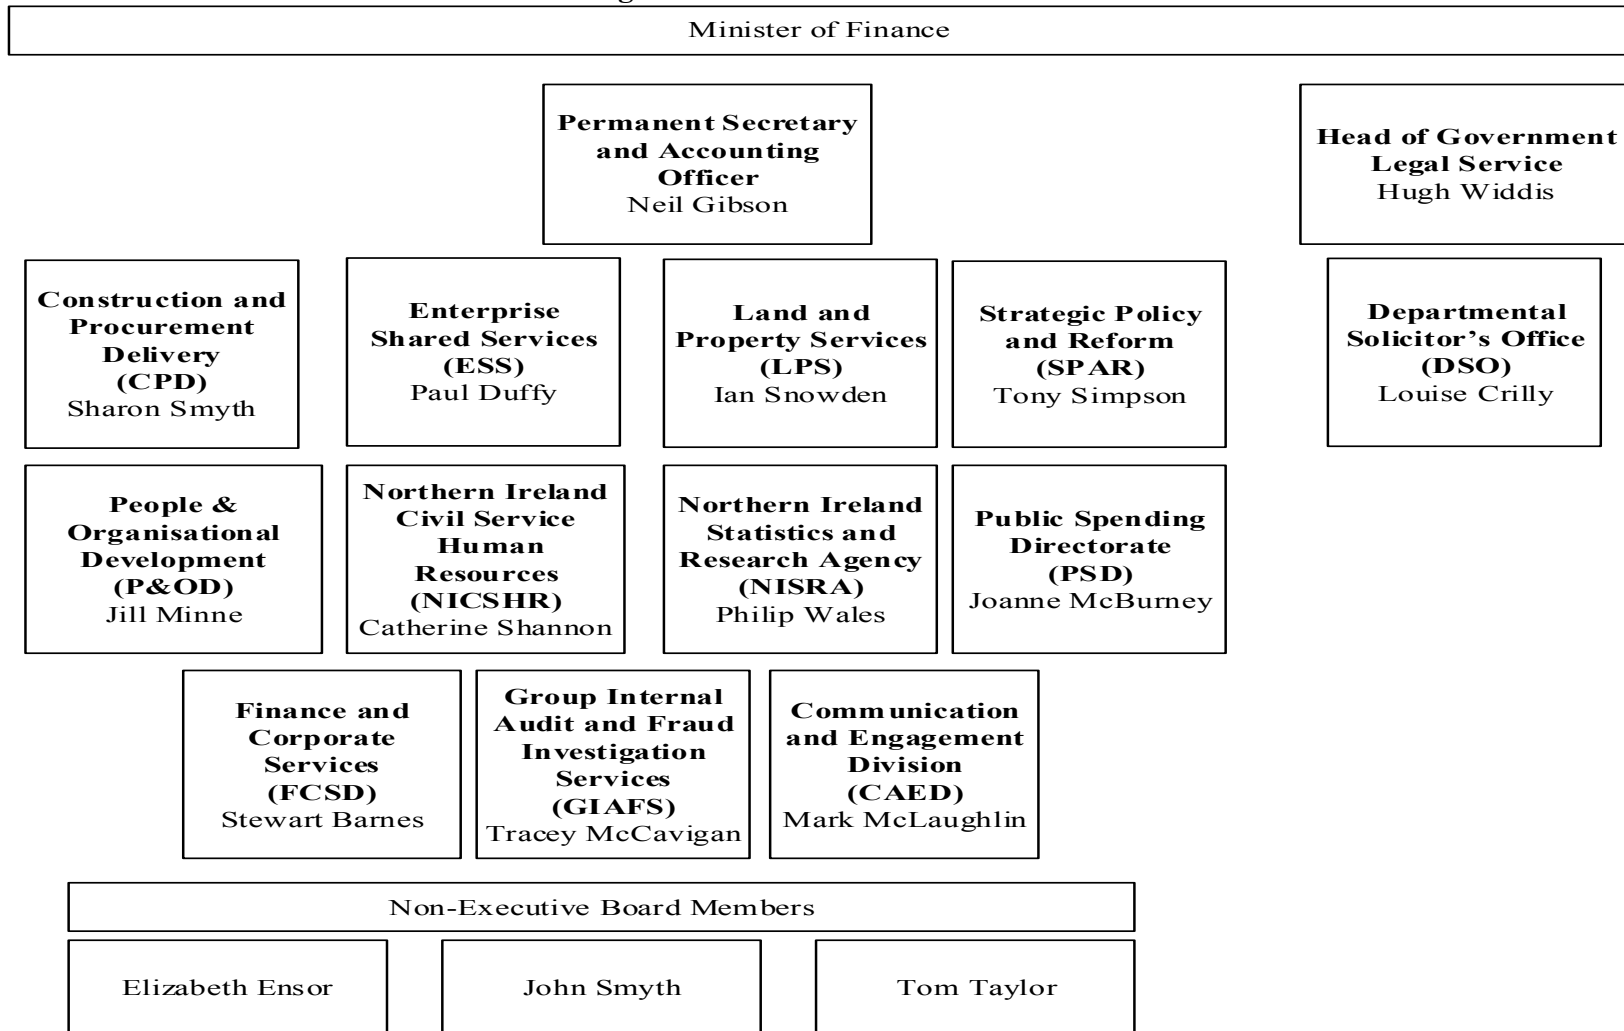 Minister of Finance
Permanent Secretary
and Accounting
Officer
Neil Gibson
Head of Government
Legal Service
Hugh Widdis
Construction and
Procurement
Delivery
(CPD)
Sharon Smyth
Enterprise
Shared Services
(ESS)
Paul Duffy
Land and
Property Services
(LPS)
Ian Snowden
Strategic Policy
and Reform
(SPAR)
Tony Simpson
Departmental
Solicitor’s Office
(DSO)
Louise Crilly
People &
Organisational
Development
(P&OD)
Jill Minne
Northern Ireland
Civil Service
Human
Resources
(NICSHR)
Catherine Shannon
Northern Ireland
Statistics and
Research Agency
(NISRA)
Philip Wales
Public Spending
Directorate
(PSD)
Joanne McBurney
Finance and
Corporate
Services
(FCSD)
Stewart Barnes
Group Internal
Audit and Fraud
Investigation
Services
(GIAFS)
Tracey McCavigan
Communication
and Engagement
Division
(CAED)
Mark McLaughlin
Non-Executive Board Members
Elizabeth Ensor
John Smyth
Tom Taylor